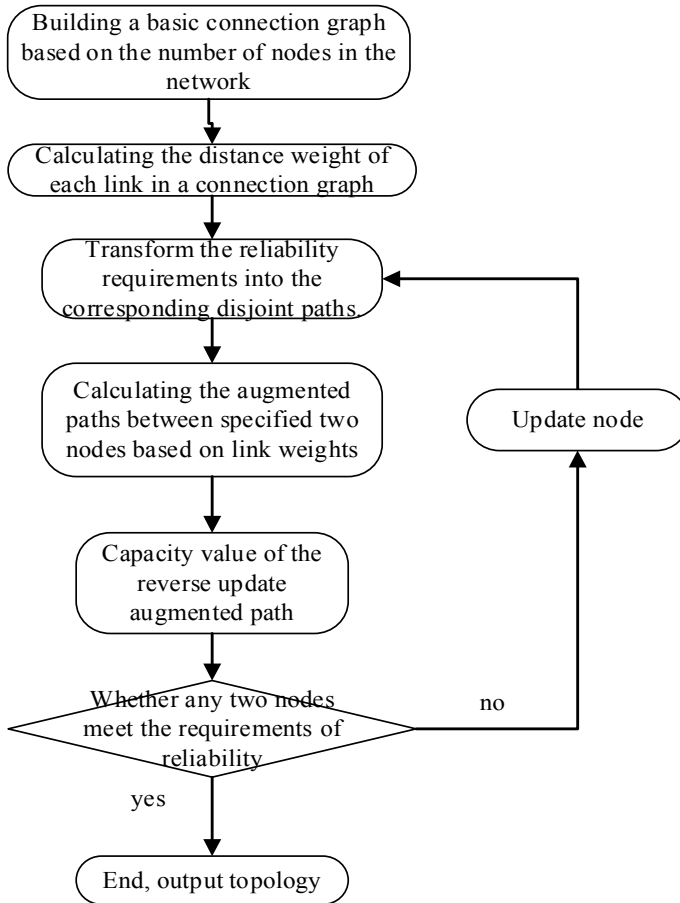 Building a basic connection graph
based on the number of nodes in the
network
Calculating the distance weight of
each link in a connection graph
Transform the reliability
requirements into the
corresponding disjoint paths.
Calculating the augmented
paths between specified two
nodes based on link weights
Update node
Capacity value of the
reverse update
augmented path
Whether any two nodes
meet the requirements of
reliability
no
yes
End, output topology